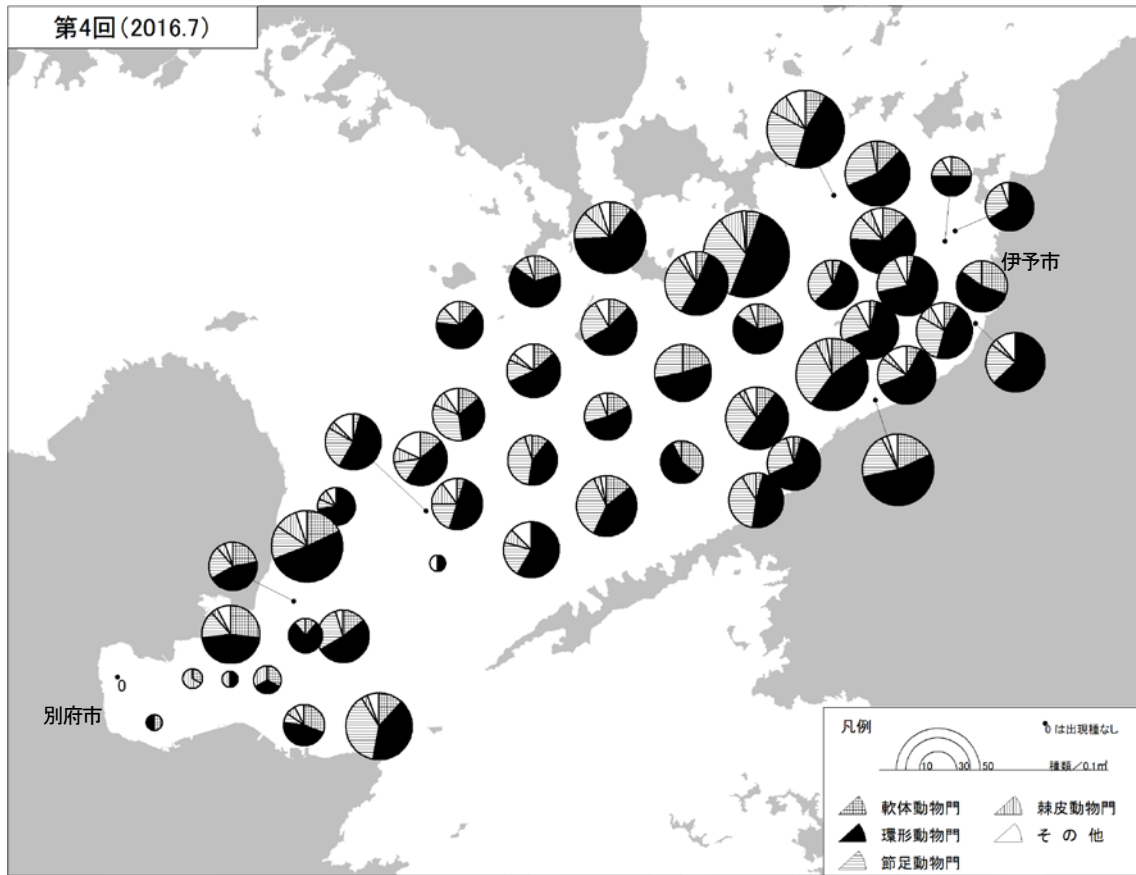 第4回(2016.7)
伊予市
0
別府市
凡例
0 は出現種なし
10 30 50 種類/0.1㎡
軟体動物門 棘皮動物門
環形動物門 その他
節足動物門